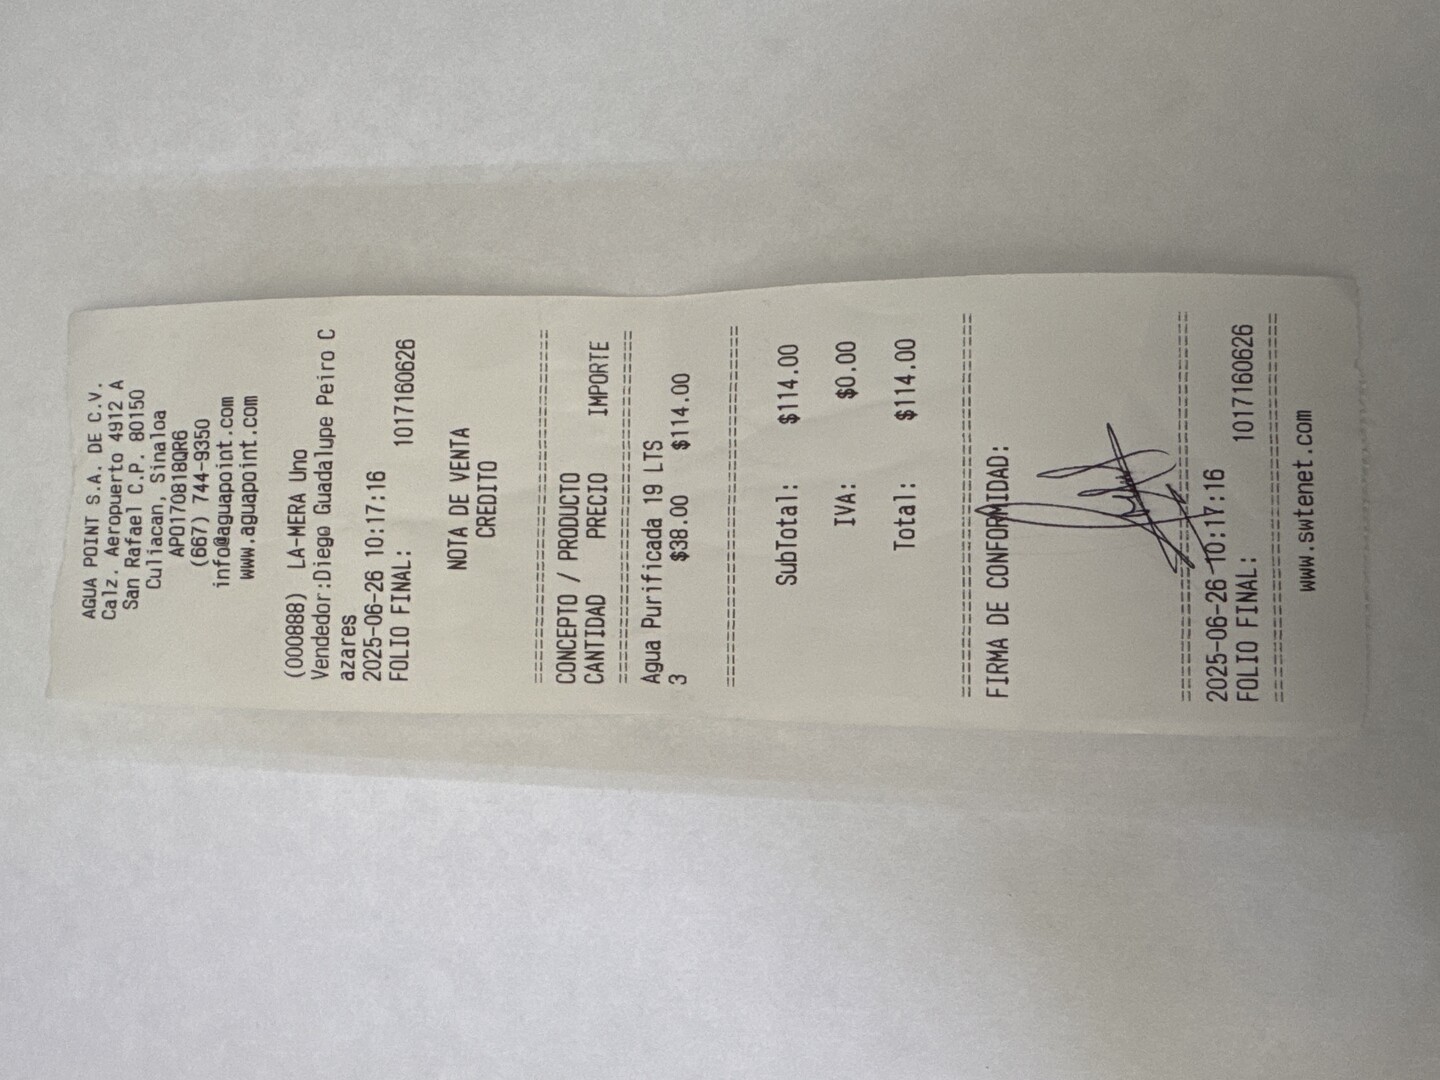 AGUA POINT S.A. DE C.V.
Calz. Aeropuerto 4912 A
San Rafael C.P. 80150
Culiacan, Sinaloa
APO170818QR6
(667) 744-9350
info@aguapoint.com
www.aguapoint.com
(000888) LA-MERA Uno
Vendedor:Diego Guadalupe Peiro C
azares
2025-06-26 10:17:16
FOLIO FINAL: 1017160626
NOTA DE VENTA
CREDITO
================================
CONCEPTO / PRODUCTO
CANTIDAD PRECIO IMPORTE
================================
Agua Purificada 19 LTS
3 $38.00 $114.00
================================
SubTotal: $114.00
IVA: $0.00
Total: $114.00
================================
FIRMA DE CONFORMIDAD:
================================
2025-06-26 10:17:16
FOLIO FINAL: 1017160626
================================
www.swtenet.com